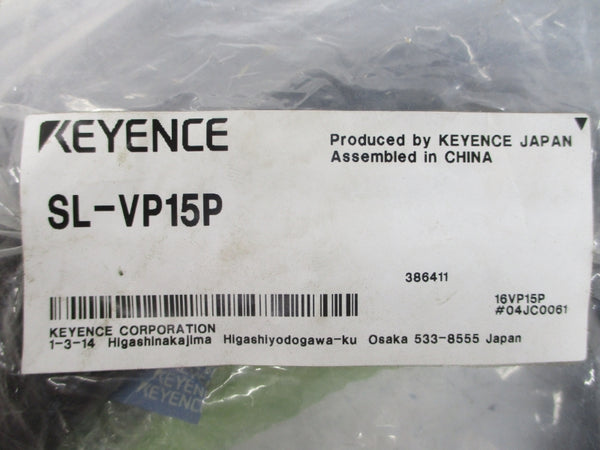 KEYENCE
Produced by KEYENCE JAPAN
Assembled in CHINA
SL-VP15P
386411
16VP15P
#04JC0061
KEYENCE CORPORATION
1-3-14 Higashinakajima Higashiyodogawa-ku Osaka 533-8555 Japan
KEYENCE
KEYENCE